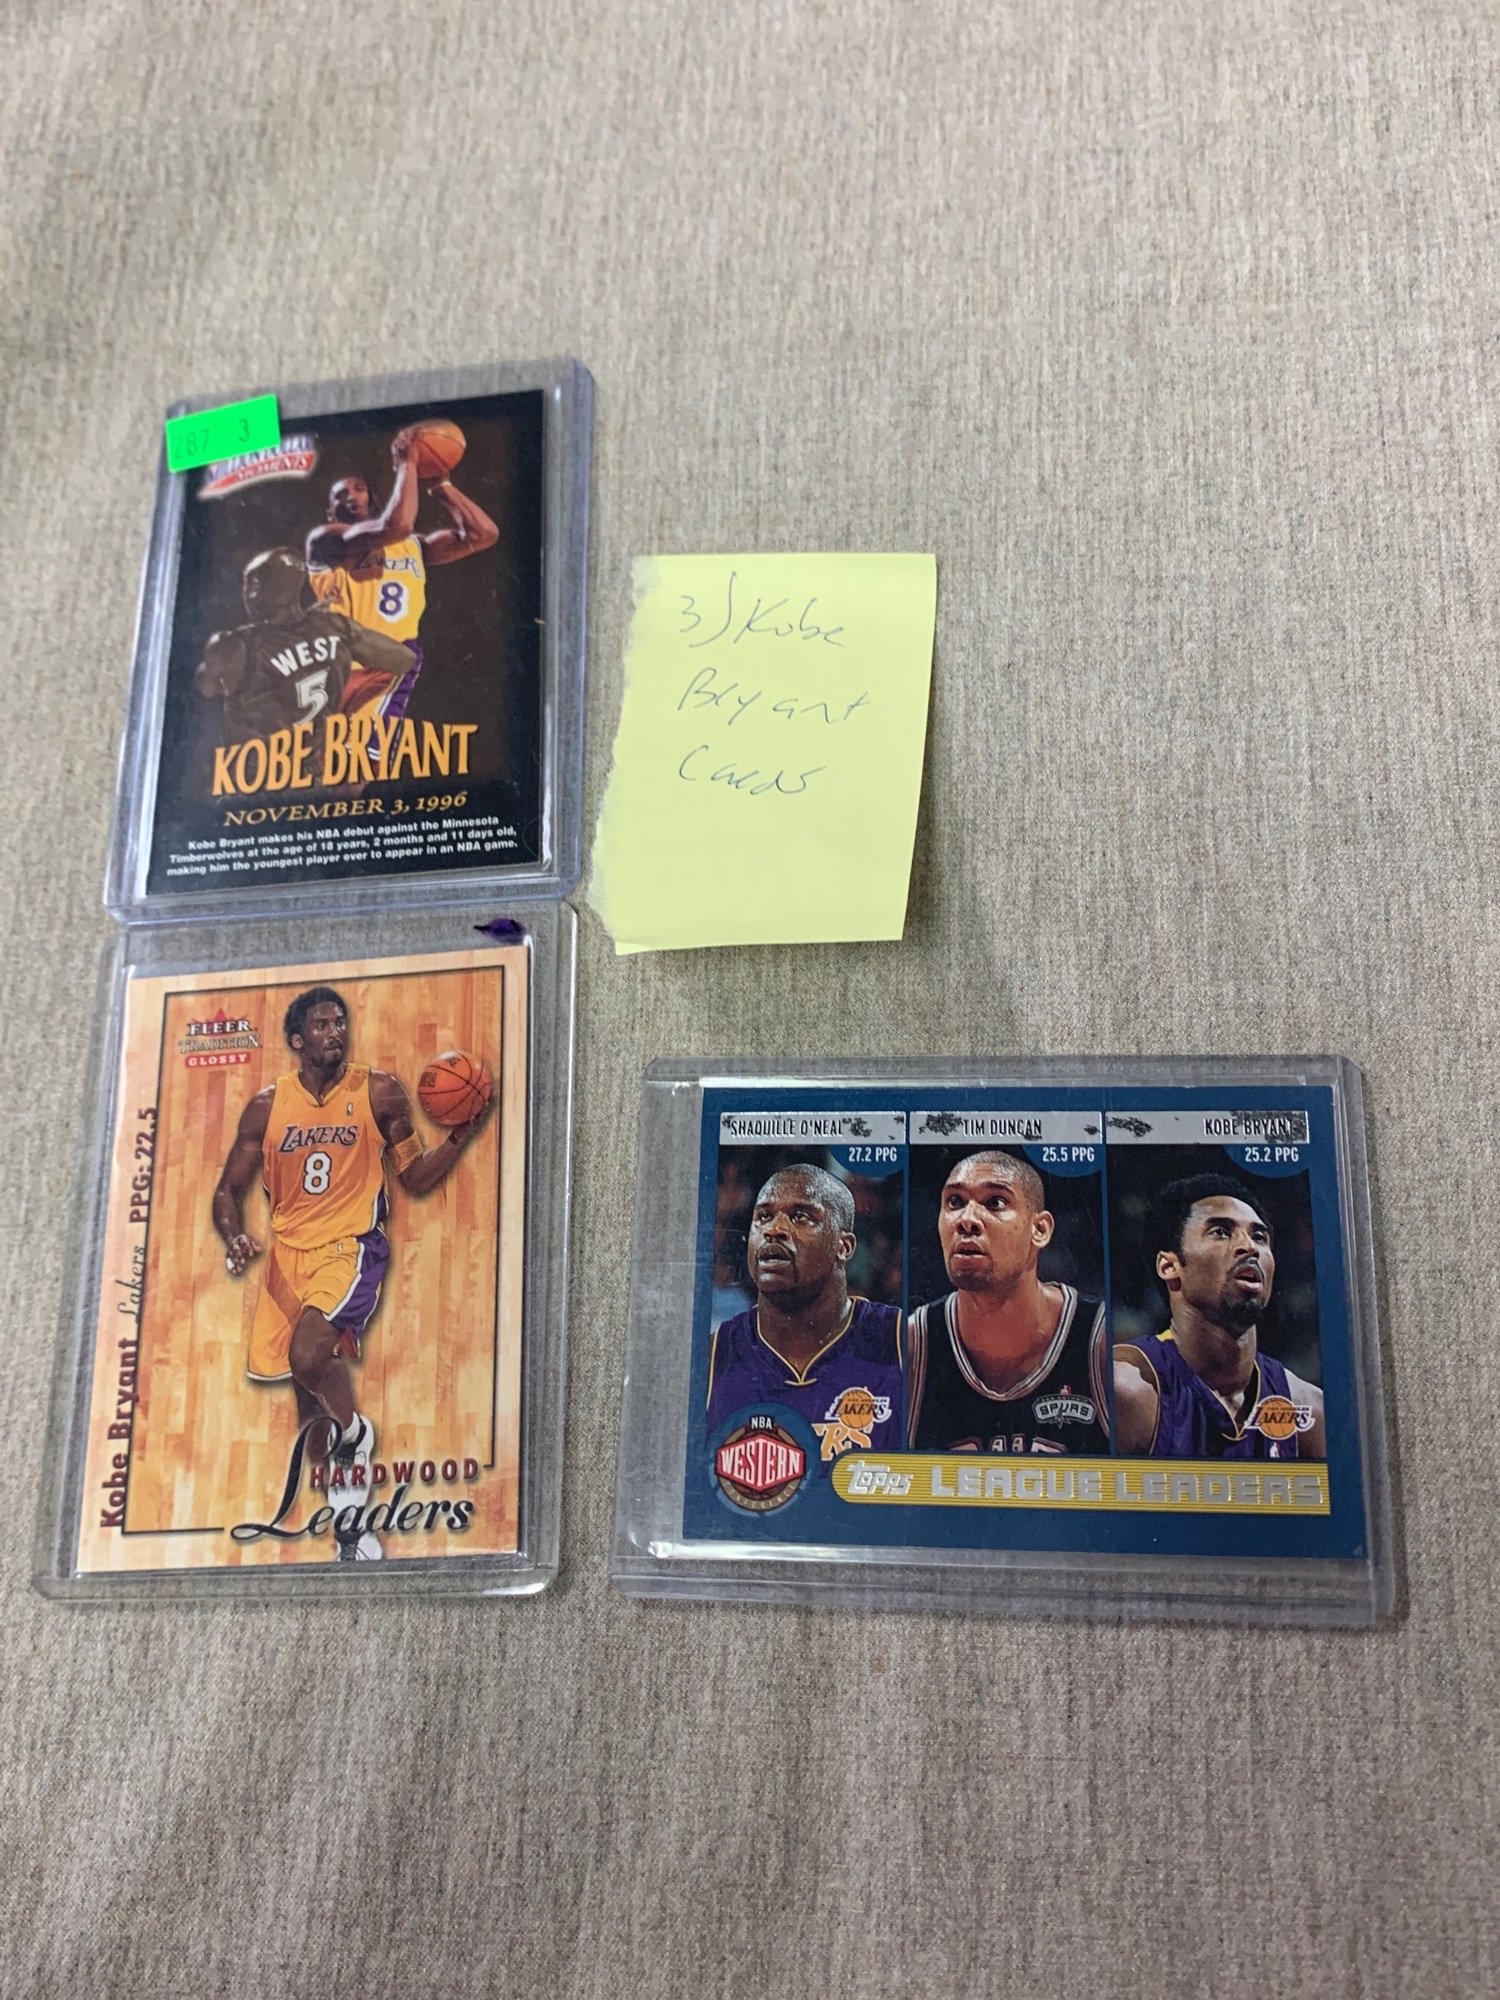 287 3
MOMENTS
LAKER
8
WEST
5
KOBE BRYANT
NOVEMBER 3, 1996
Kobe Bryant makes his NBA debut against the Minnesota
Timberwolves at the age of 18 years, 2 months and 11 days old,
making him the youngest player ever to appear in an NBA game.
3) Kobe
Bryant
Cards
FLEER
TRADITION
GLOSSY
LAKERS
8
Kobe Bryant Lakers PPG: 22.5
HARDWOOD
Leaders
SHAQUILLE O'NEAL
27.2 PPG
TIM DUNCAN
25.5 PPG
KOBE BRYANT
25.2 PPG
LAKERS
SPURS
LAKERS
NBA
WESTERN
CONFERENCE
Topps LEAGUE LEADERS